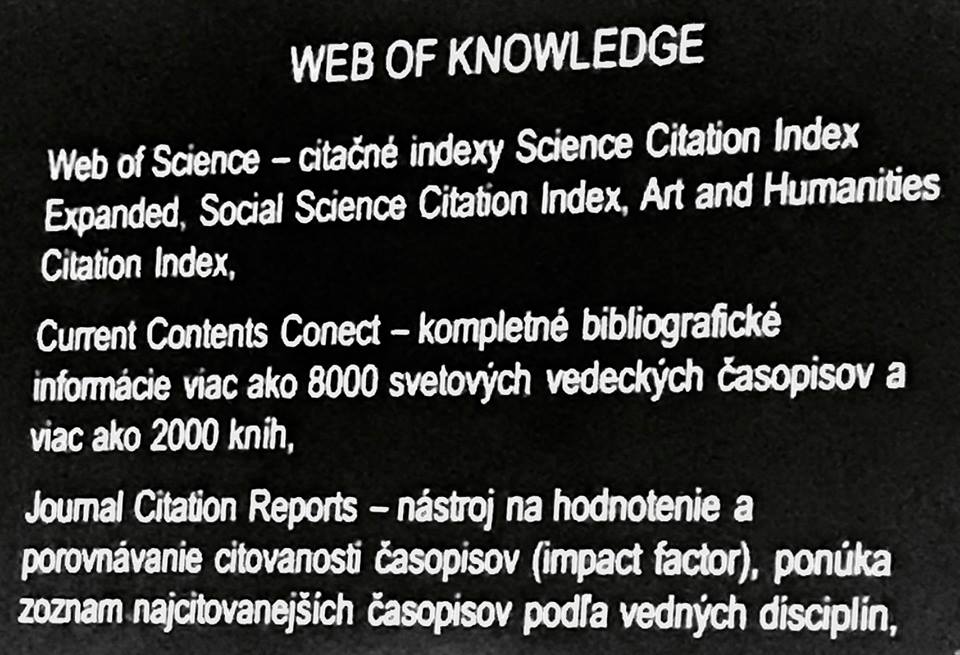 WEB OF KNOWLEDGE
Web of Science – citačné indexy Science Citation Index
Expanded, Social Science Citation Index, Art and Humanities
Citation Index,
Current Contents Conect – kompletné bibliografické
informácie viac ako 8000 svetových vedeckých časopisov a
viac ako 2000 kníh,
Journal Citation Reports – nástroj na hodnotenie a
porovnávanie citovanosti časopisov (impact factor), ponúka
zoznam najcitovanejších časopisov podľa vedných disciplín,